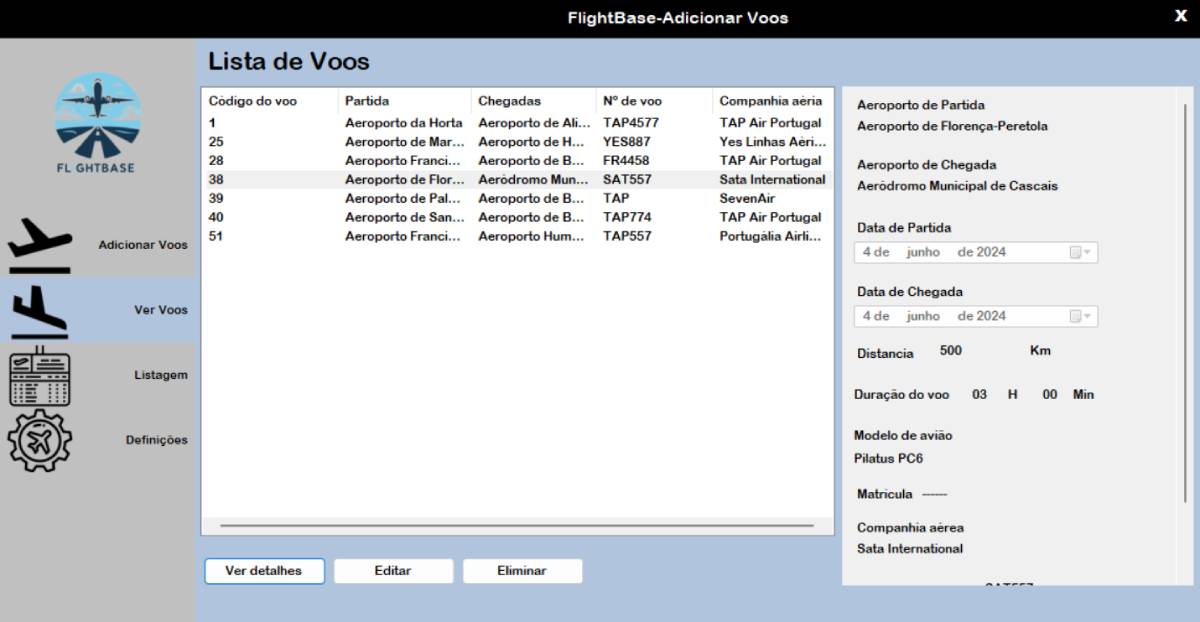 FlightBase-Adicionar Voos X
FL GHTBASE
Adicionar Voos
Ver Voos
Listagem
Definições
Lista de Voos
Código do voo Partida Chegadas Nº de voo Companhia aéria
1 Aeroporto da Horta Aeroporto de Ali... TAP4577 TAP Air Portugal
25 Aeroporto de Mar... Aeroporto de H... YES887 Yes Linhas Aéri...
28 Aeroporto Franci... Aeroporto de B... FR4458 TAP Air Portugal
38 Aeroporto de Flor... Aeródromo Mun... SAT557 Sata International
39 Aeroporto de Pal... Aeroporto de B... TAP SevenAir
40 Aeroporto de San... Aeroporto de B... TAP774 TAP Air Portugal
51 Aeroporto Franci... Aeroporto Hum... TAP557 Portugália Airli...
Ver detalhes Editar Eliminar
Aeroporto de Partida
Aeroporto de Florença-Peretola
Aeroporto de Chegada
Aeródromo Municipal de Cascais
Data de Partida
4 de junho de 2024
Data de Chegada
4 de junho de 2024
Distancia 500 Km
Duração do voo 03 H 00 Min
Modelo de avião
Pilatus PC6
Matrícula ------
Companhia aérea
Sata International